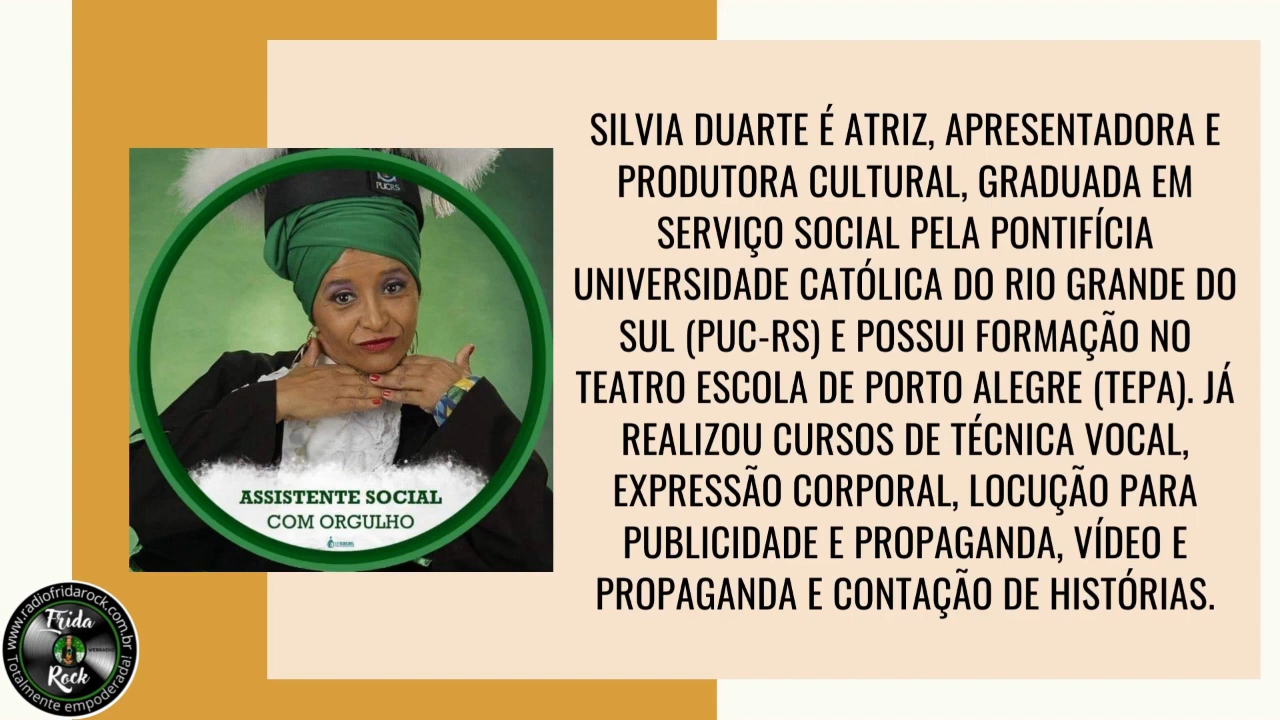 SILVIA DUARTE É ATRIZ, APRESENTADORA E
PRODUTORA CULTURAL, GRADUADA EM
SERVIÇO SOCIAL PELA PONTIFÍCIA
UNIVERSIDADE CATÓLICA DO RIO GRANDE DO
SUL (PUC-RS) E POSSUI FORMAÇÃO NO
TEATRO ESCOLA DE PORTO ALEGRE (TEPA). JÁ
REALIZOU CURSOS DE TÉCNICA VOCAL,
EXPRESSÃO CORPORAL, LOCUÇÃO PARA
PUBLICIDADE E PROPAGANDA, VÍDEO E
PROPAGANDA E CONTAÇÃO DE HISTÓRIAS.
PUCRS
ASSISTENTE SOCIAL
COM ORGULHO
www.radiofridarock.com.br
Frida
WEBRADIO
Rock
Totalmente empoderada!